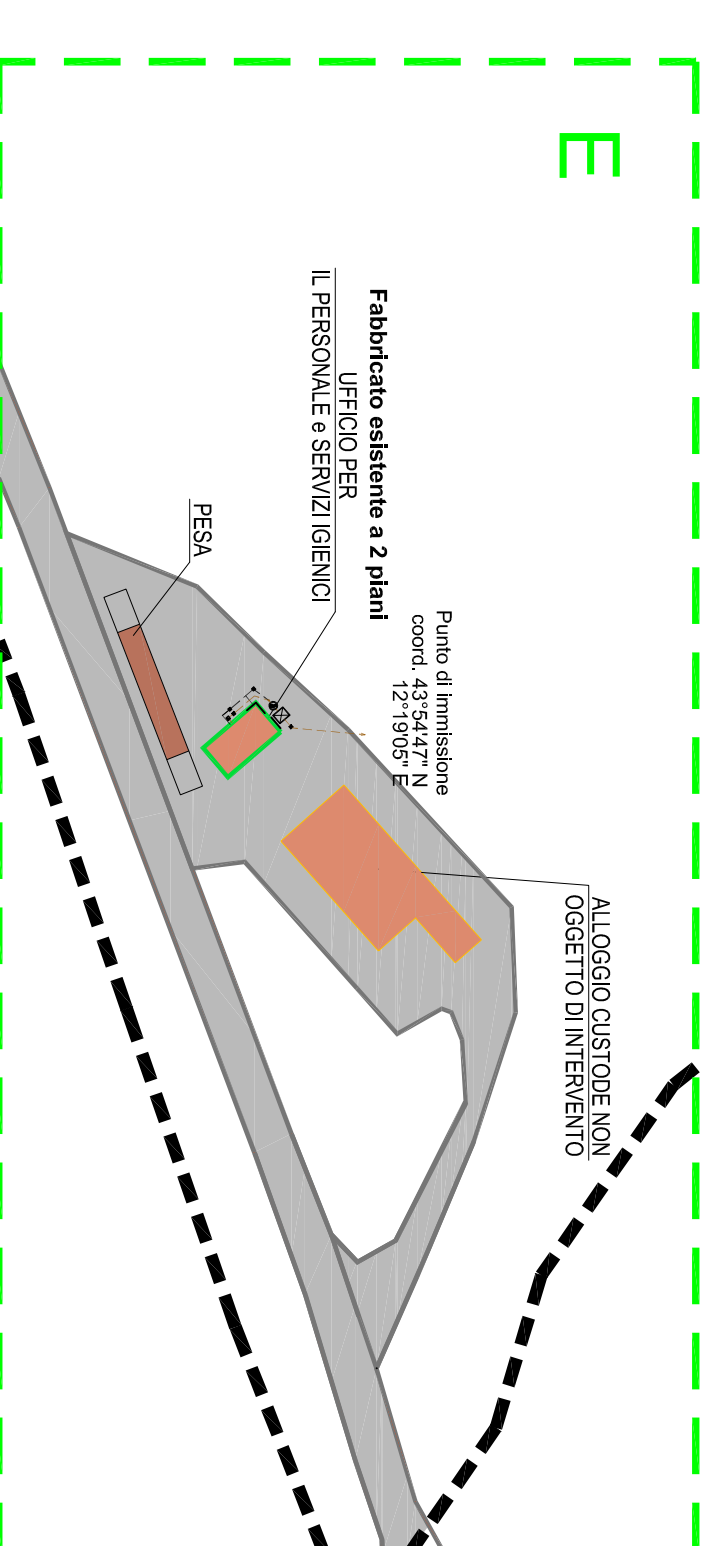 E
Fabbricato esistente a 2 piani
UFFICIO PER
IL PERSONALE e SERVIZI IGIENICI
PESA
Punto di immissione
coord. 43°54'47" N
12°19'05" E
ALLOGGIO CUSTODE NON
OGGETTO DI INTERVENTO